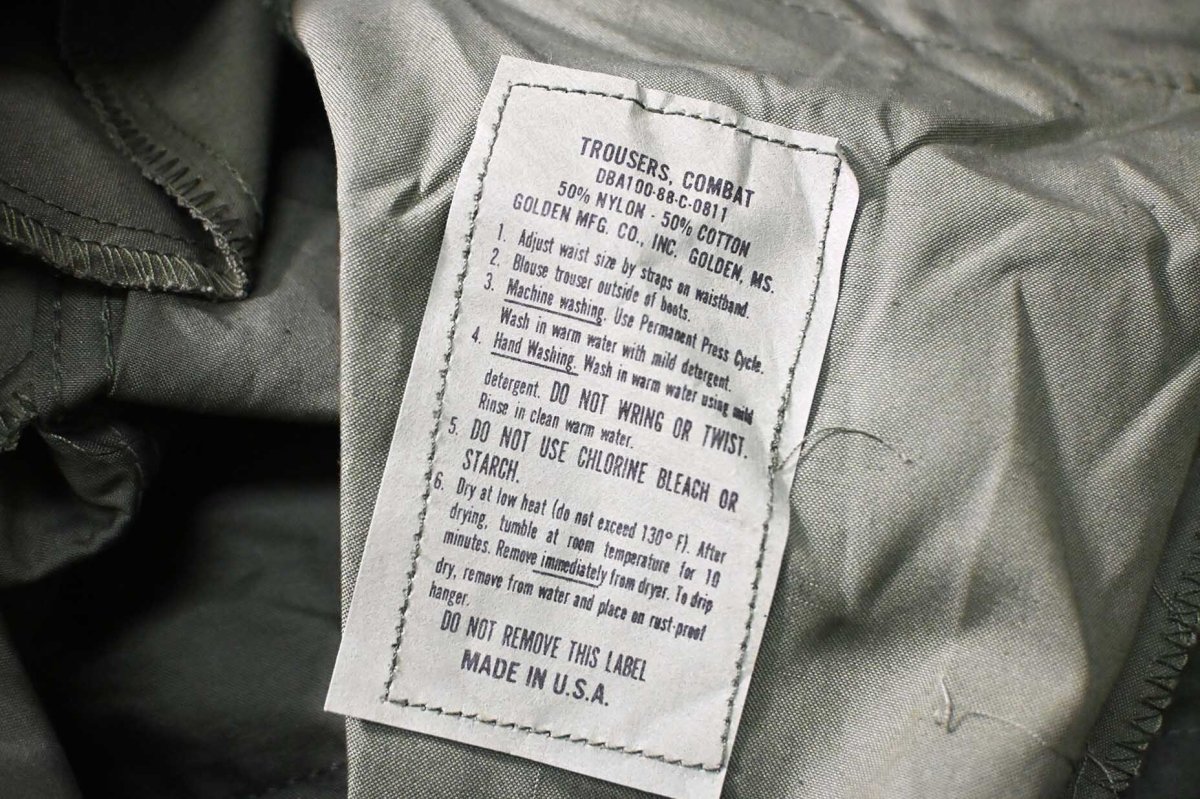 TROUSERS, COMBAT
DBA100-88-C-0811
50% NYLON - 50% COTTON
GOLDEN MFG. CO., INC. GOLDEN, MS.
1. Adjust waist size by straps on waistband.
2. Blouse trouser outside of boots.
3. Machine washing. Use Permanent Press Cycle.
Wash in warm water with mild detergent.
4. Hand Washing. Wash in warm water using mild
detergent. DO NOT WRING OR TWIST.
Rinse in clean warm water.
5. DO NOT USE CHLORINE BLEACH OR
STARCH.
6. Dry at low heat (do not exceed 130° F). After
drying, tumble at room temperature for 10
minutes. Remove immediately from dryer. To drip
dry, remove from water and place on rust-proof
hanger.
DO NOT REMOVE THIS LABEL
MADE IN U.S.A.